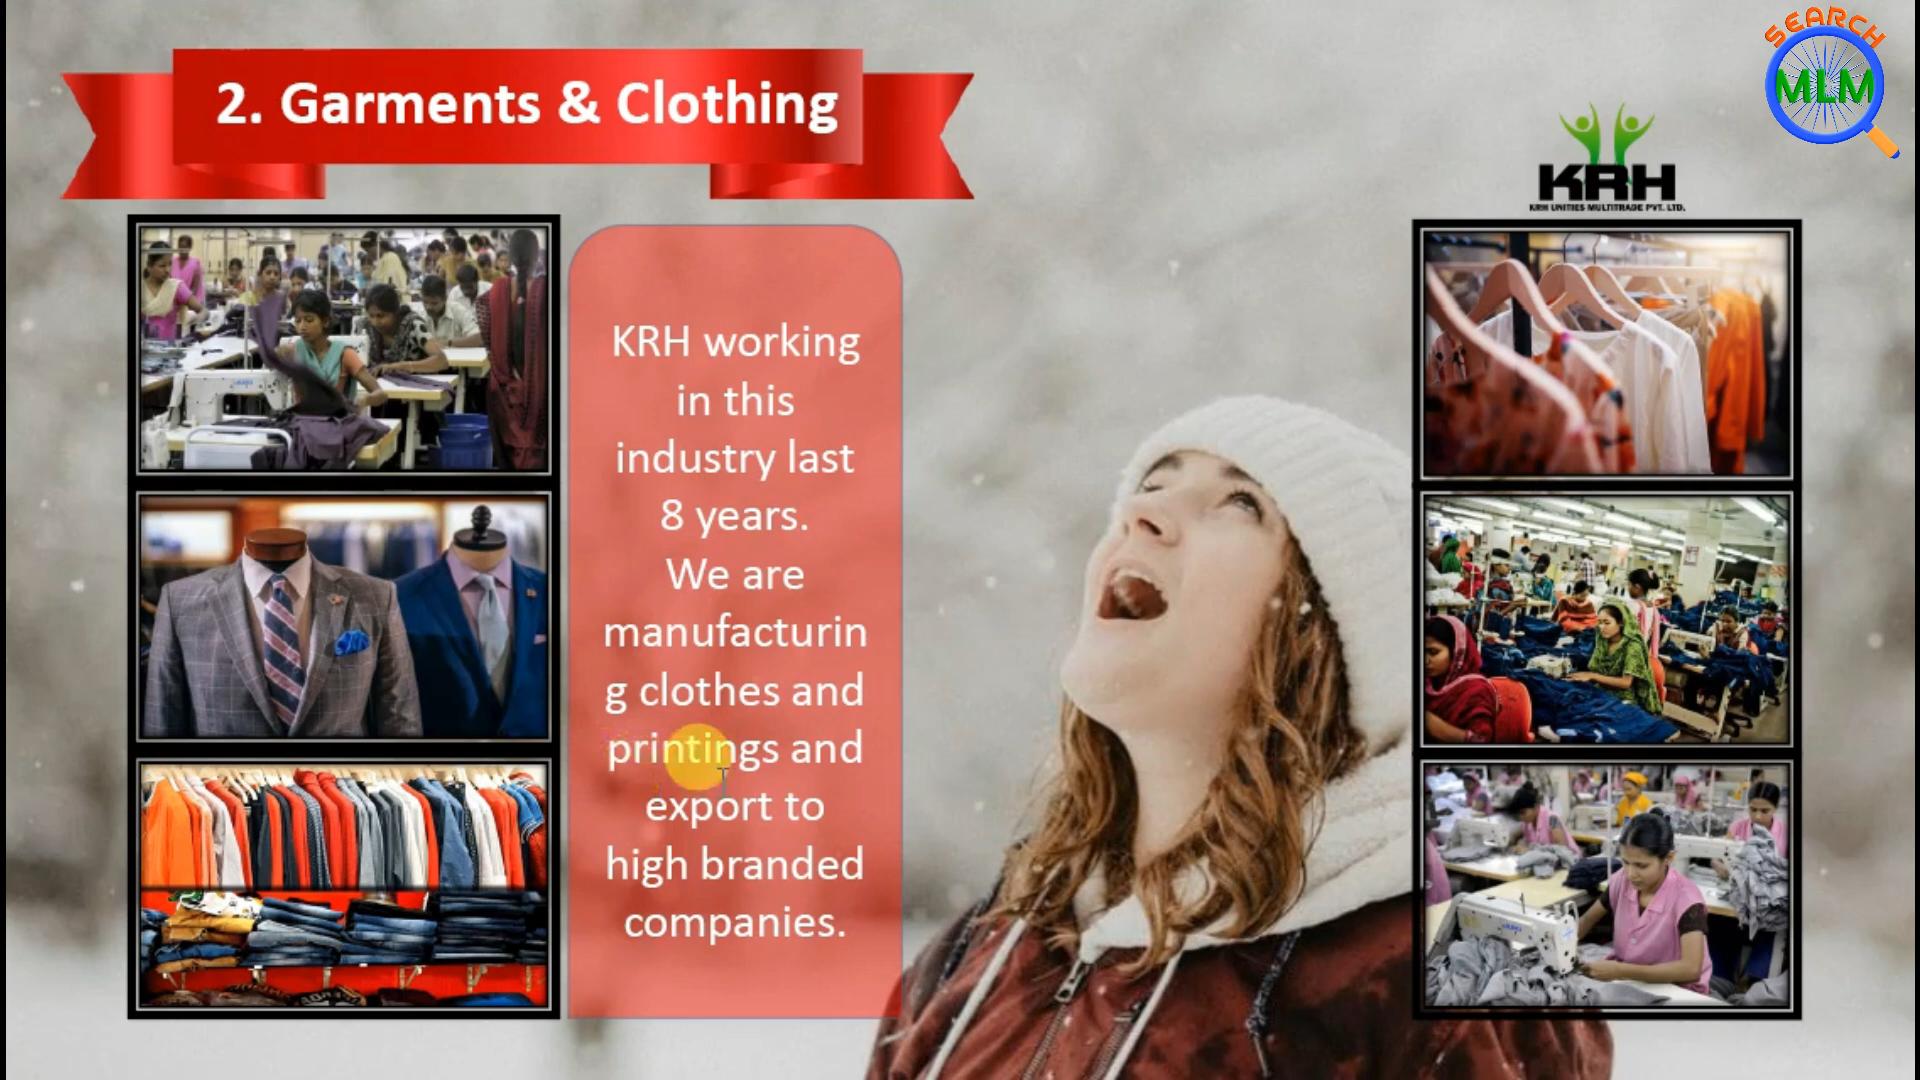 SEARCH
MLM
2. Garments & Clothing
KRH
KRH UNITIES MULTITRADE PVT. LTD.
KRH working
in this
industry last
8 years.
We are
manufacturin
g clothes and
printings and
export to
high branded
companies.